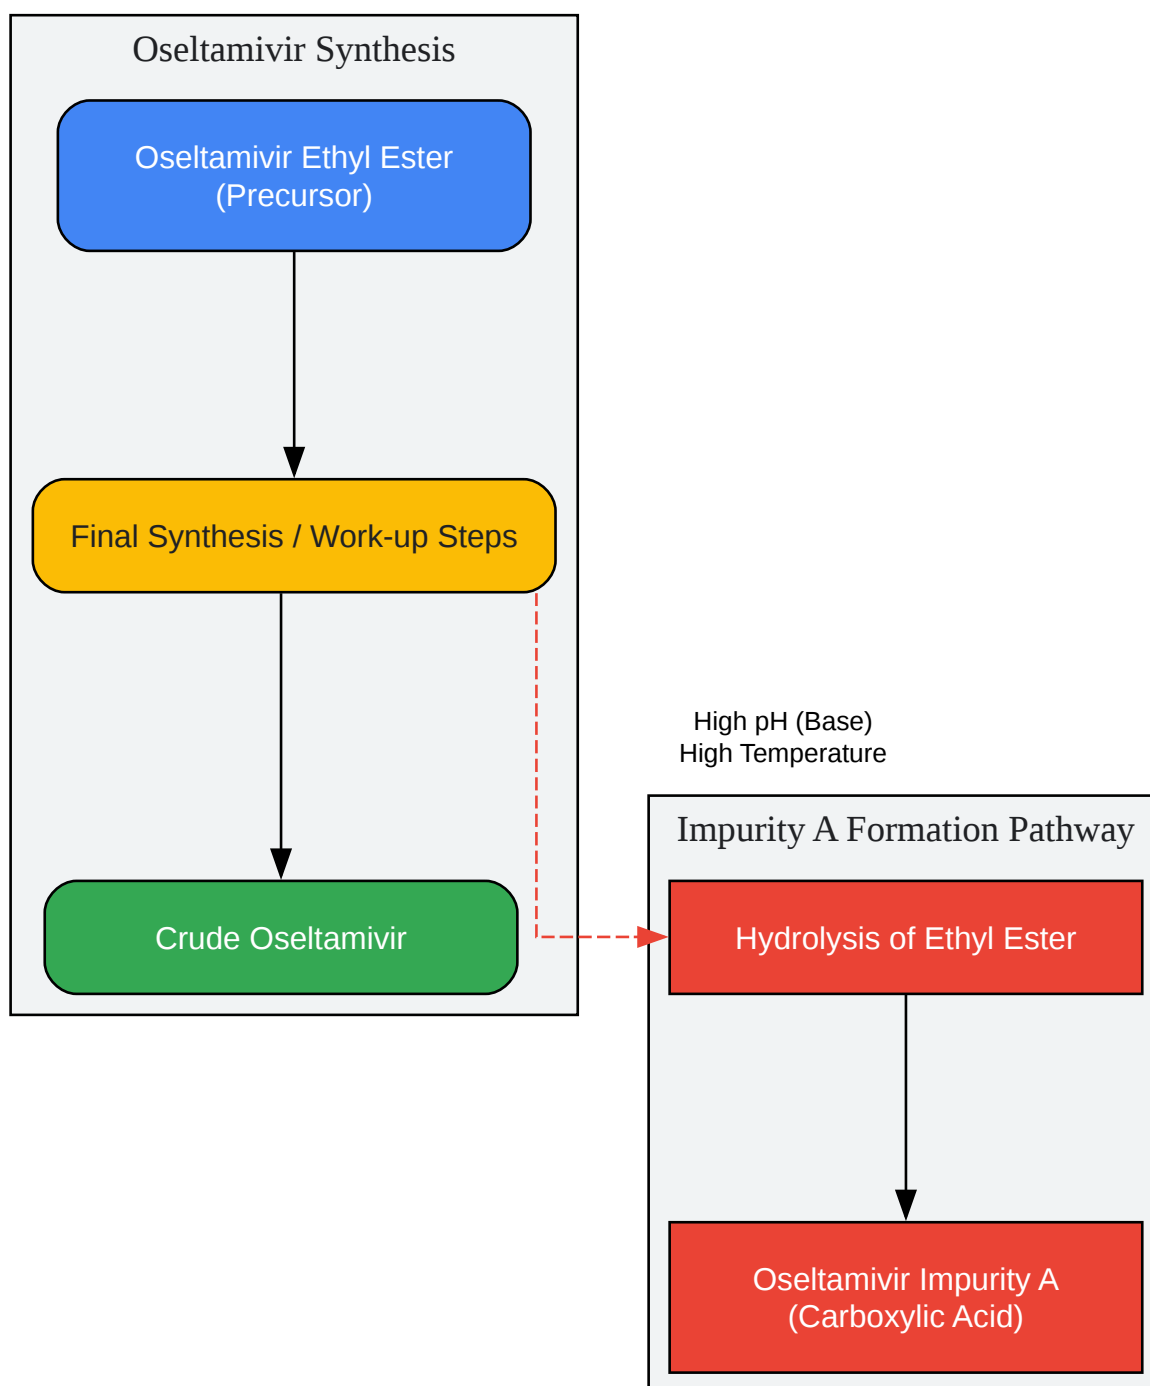 Oseltamivir Synthesis
Oseltamivir Ethyl Ester
(Precursor)
Final Synthesis / Work-up Steps
Crude Oseltamivir
High pH (Base)
High Temperature
Impurity A Formation Pathway
Hydrolysis of Ethyl Ester
Oseltamivir Impurity A
(Carboxylic Acid)